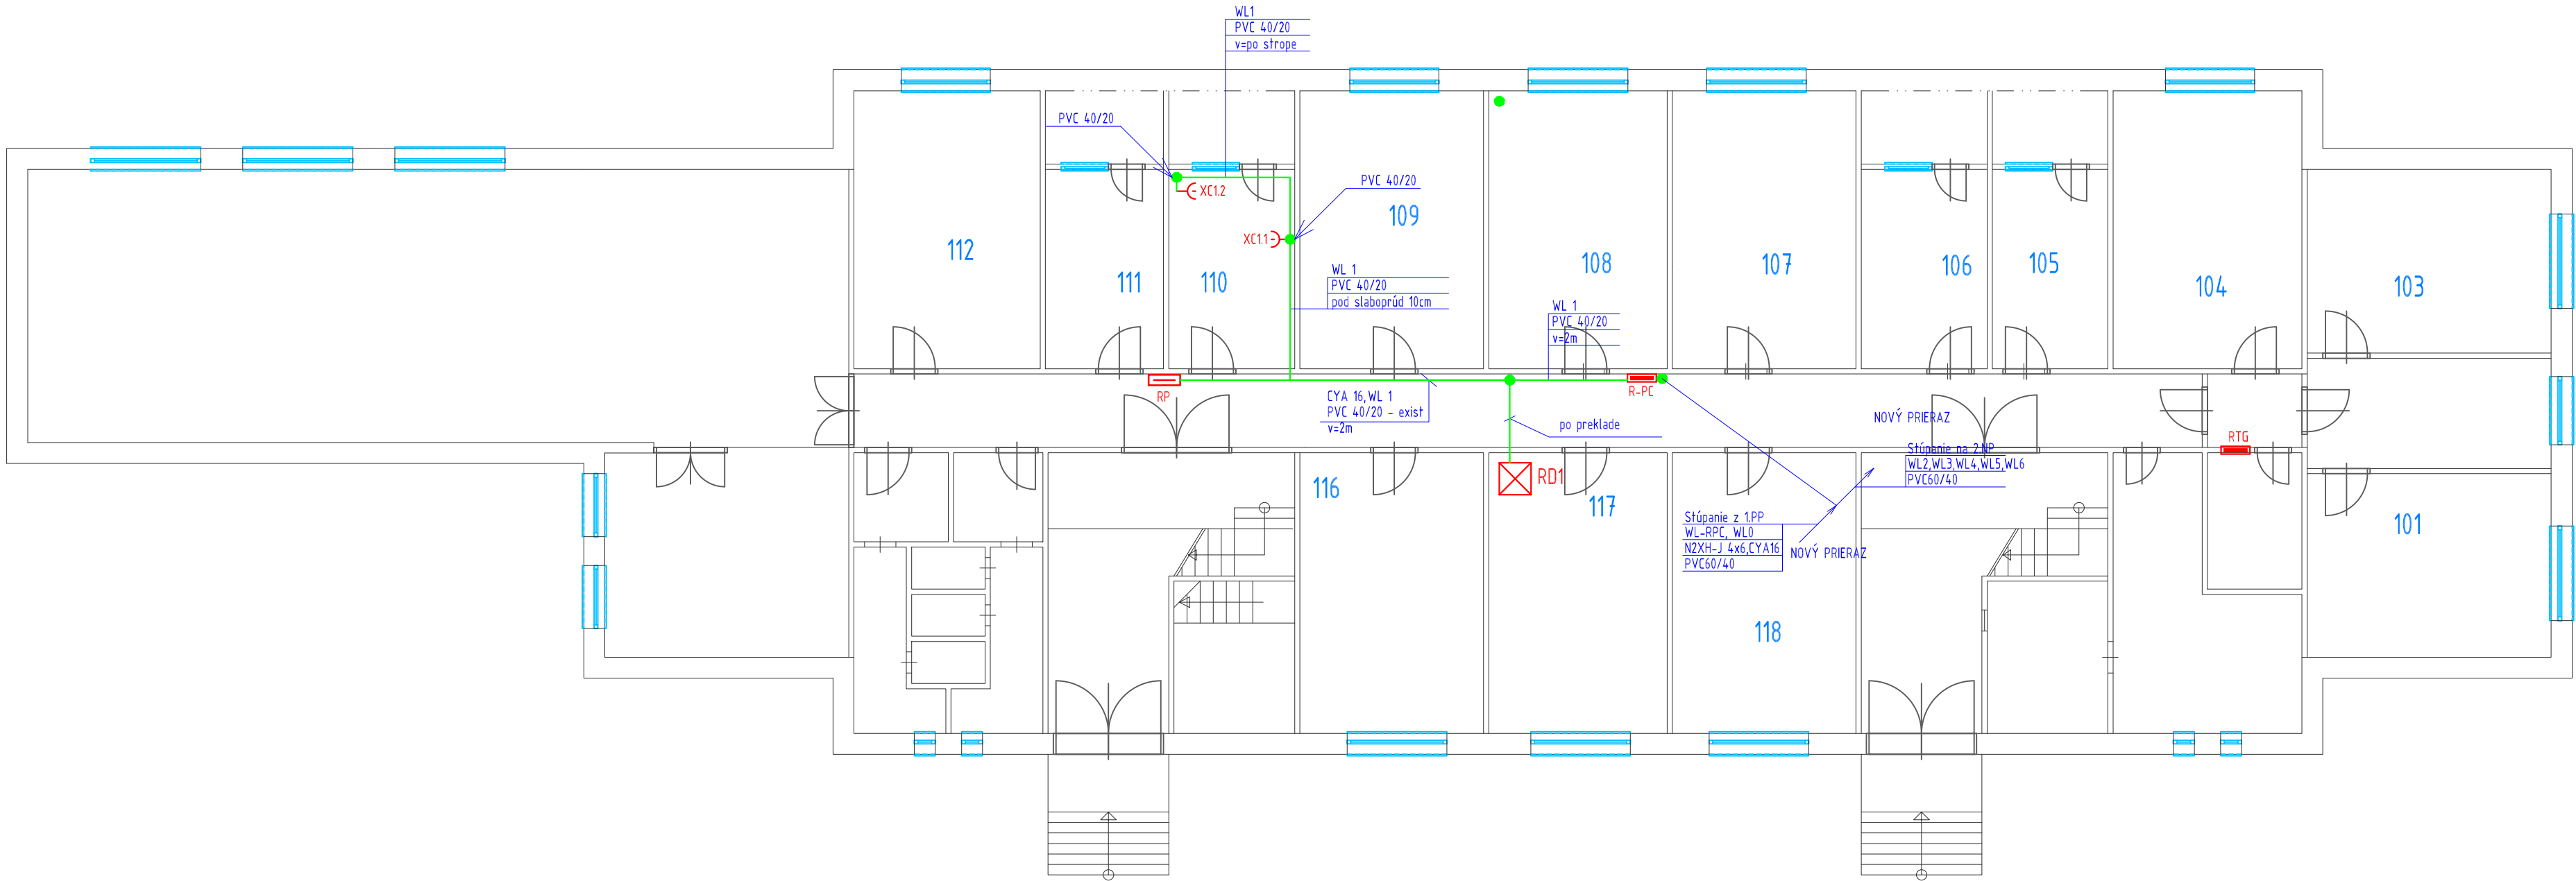 WL1
PVC 40/20
v=po strope
PVC 40/20
PVC 40/20
XC1.2
109
XC1.1
112
111
110
108
107
106
105
104
103
WL 1
PVC 40/20
pod slaboprúd 10cm
WL 1
PVC 40/20
v=2m
RP
R-PC
CYA 16,WL 1
PVC 40/20 - exist
v=2m
po preklade
NOVÝ PRIERAZ
RTG
Stúpanie na 2.NP
WL2,WL3,WL4,WL5,WL6
PVC60/40
116
RD1
117
Stúpanie z 1.PP
WL-RPC, WL0
N2XH-J 4x6,CYA16
PVC60/40
NOVÝ PRIERAZ
101
118